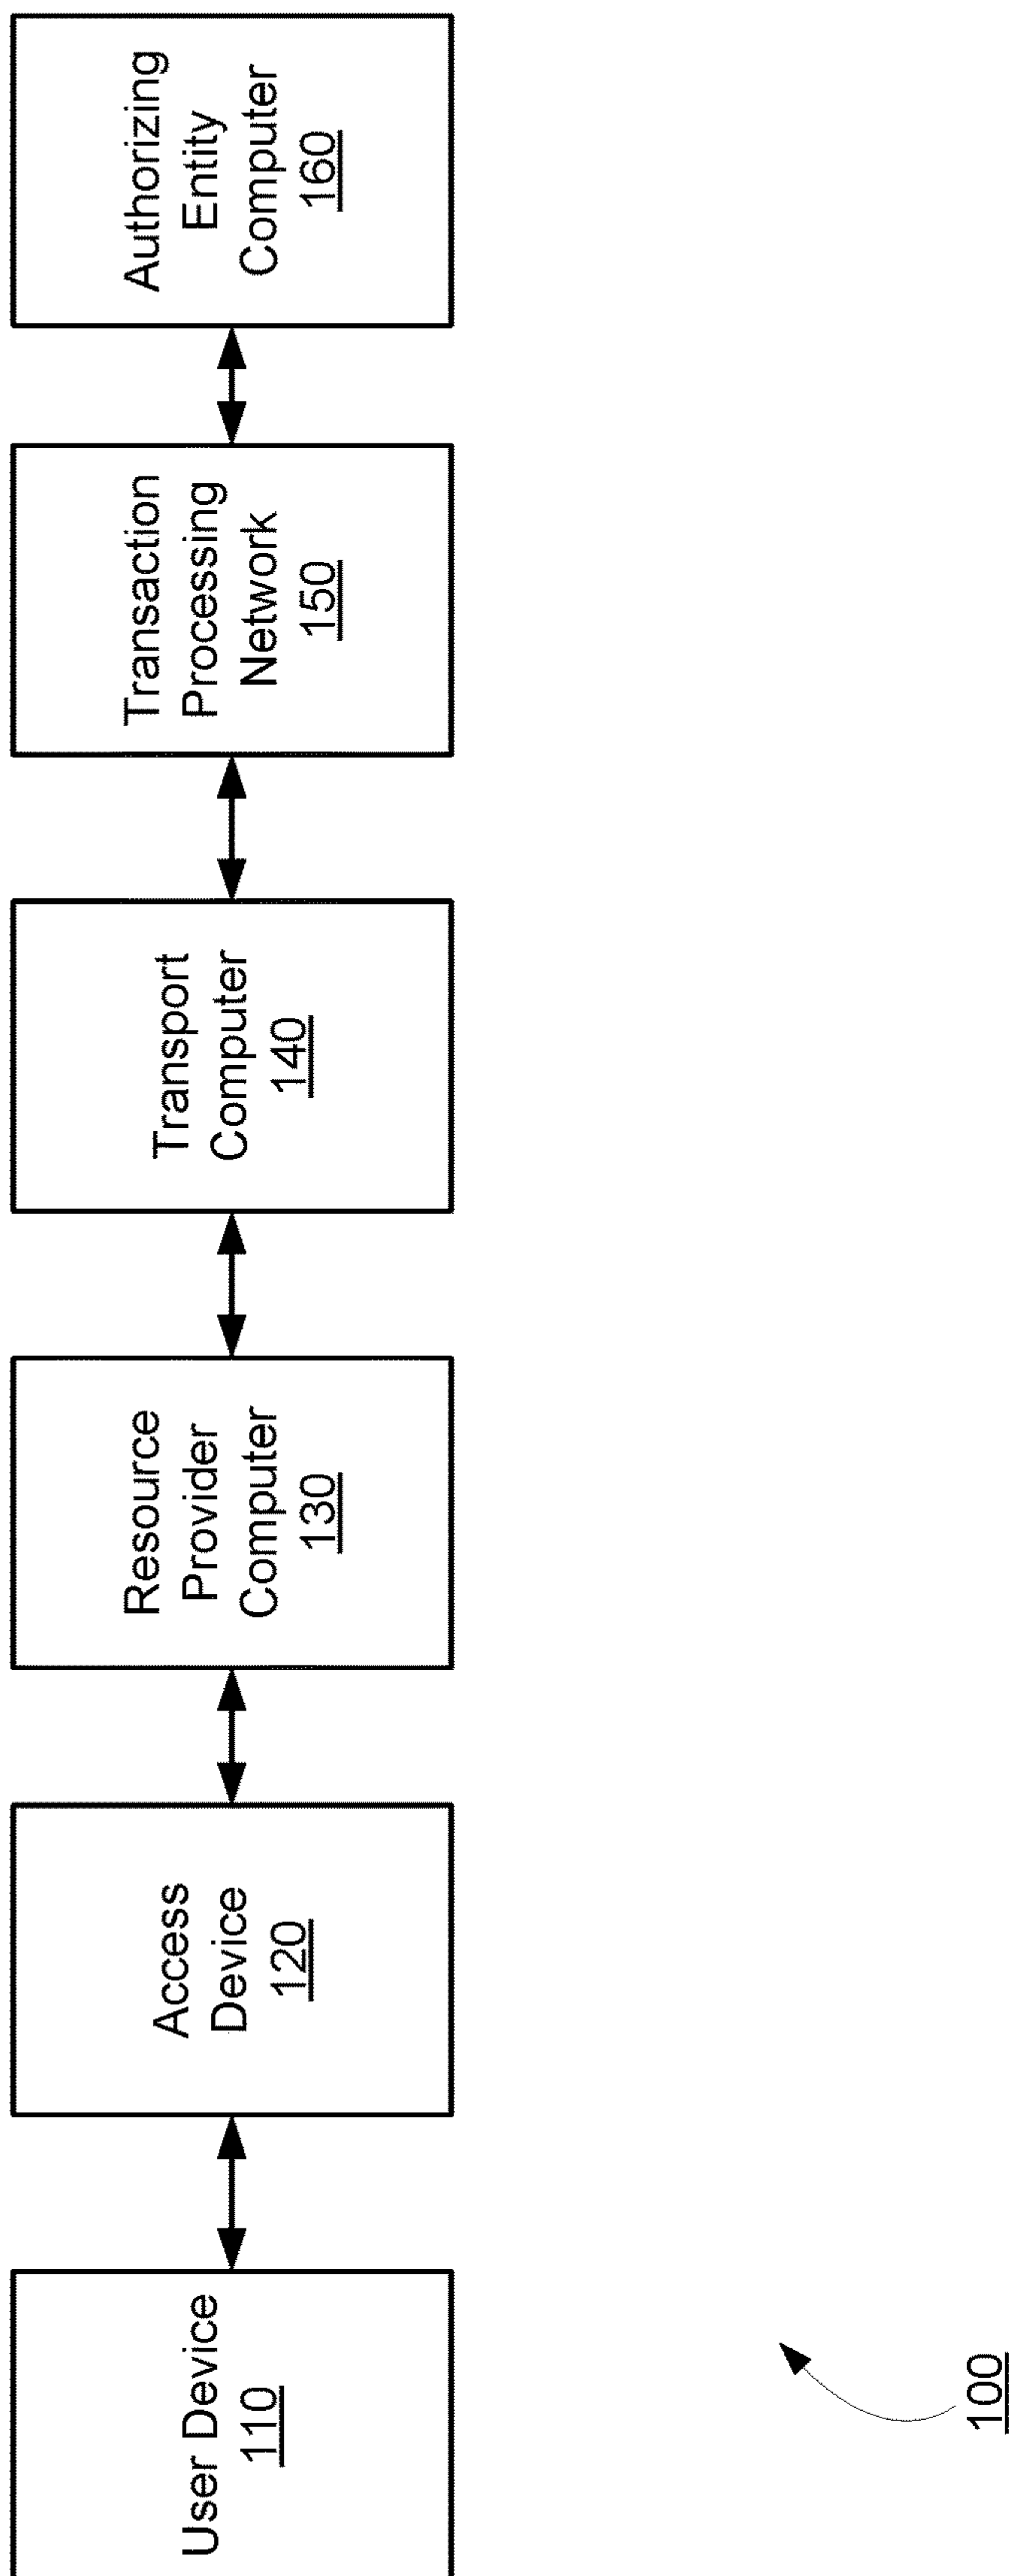 User Device
110
Access
Device
120
Resource
Provider
Computer
130
Transport
Computer
140
Transaction
Processing
Network
150
Authorizing
Entity
Computer
160
100